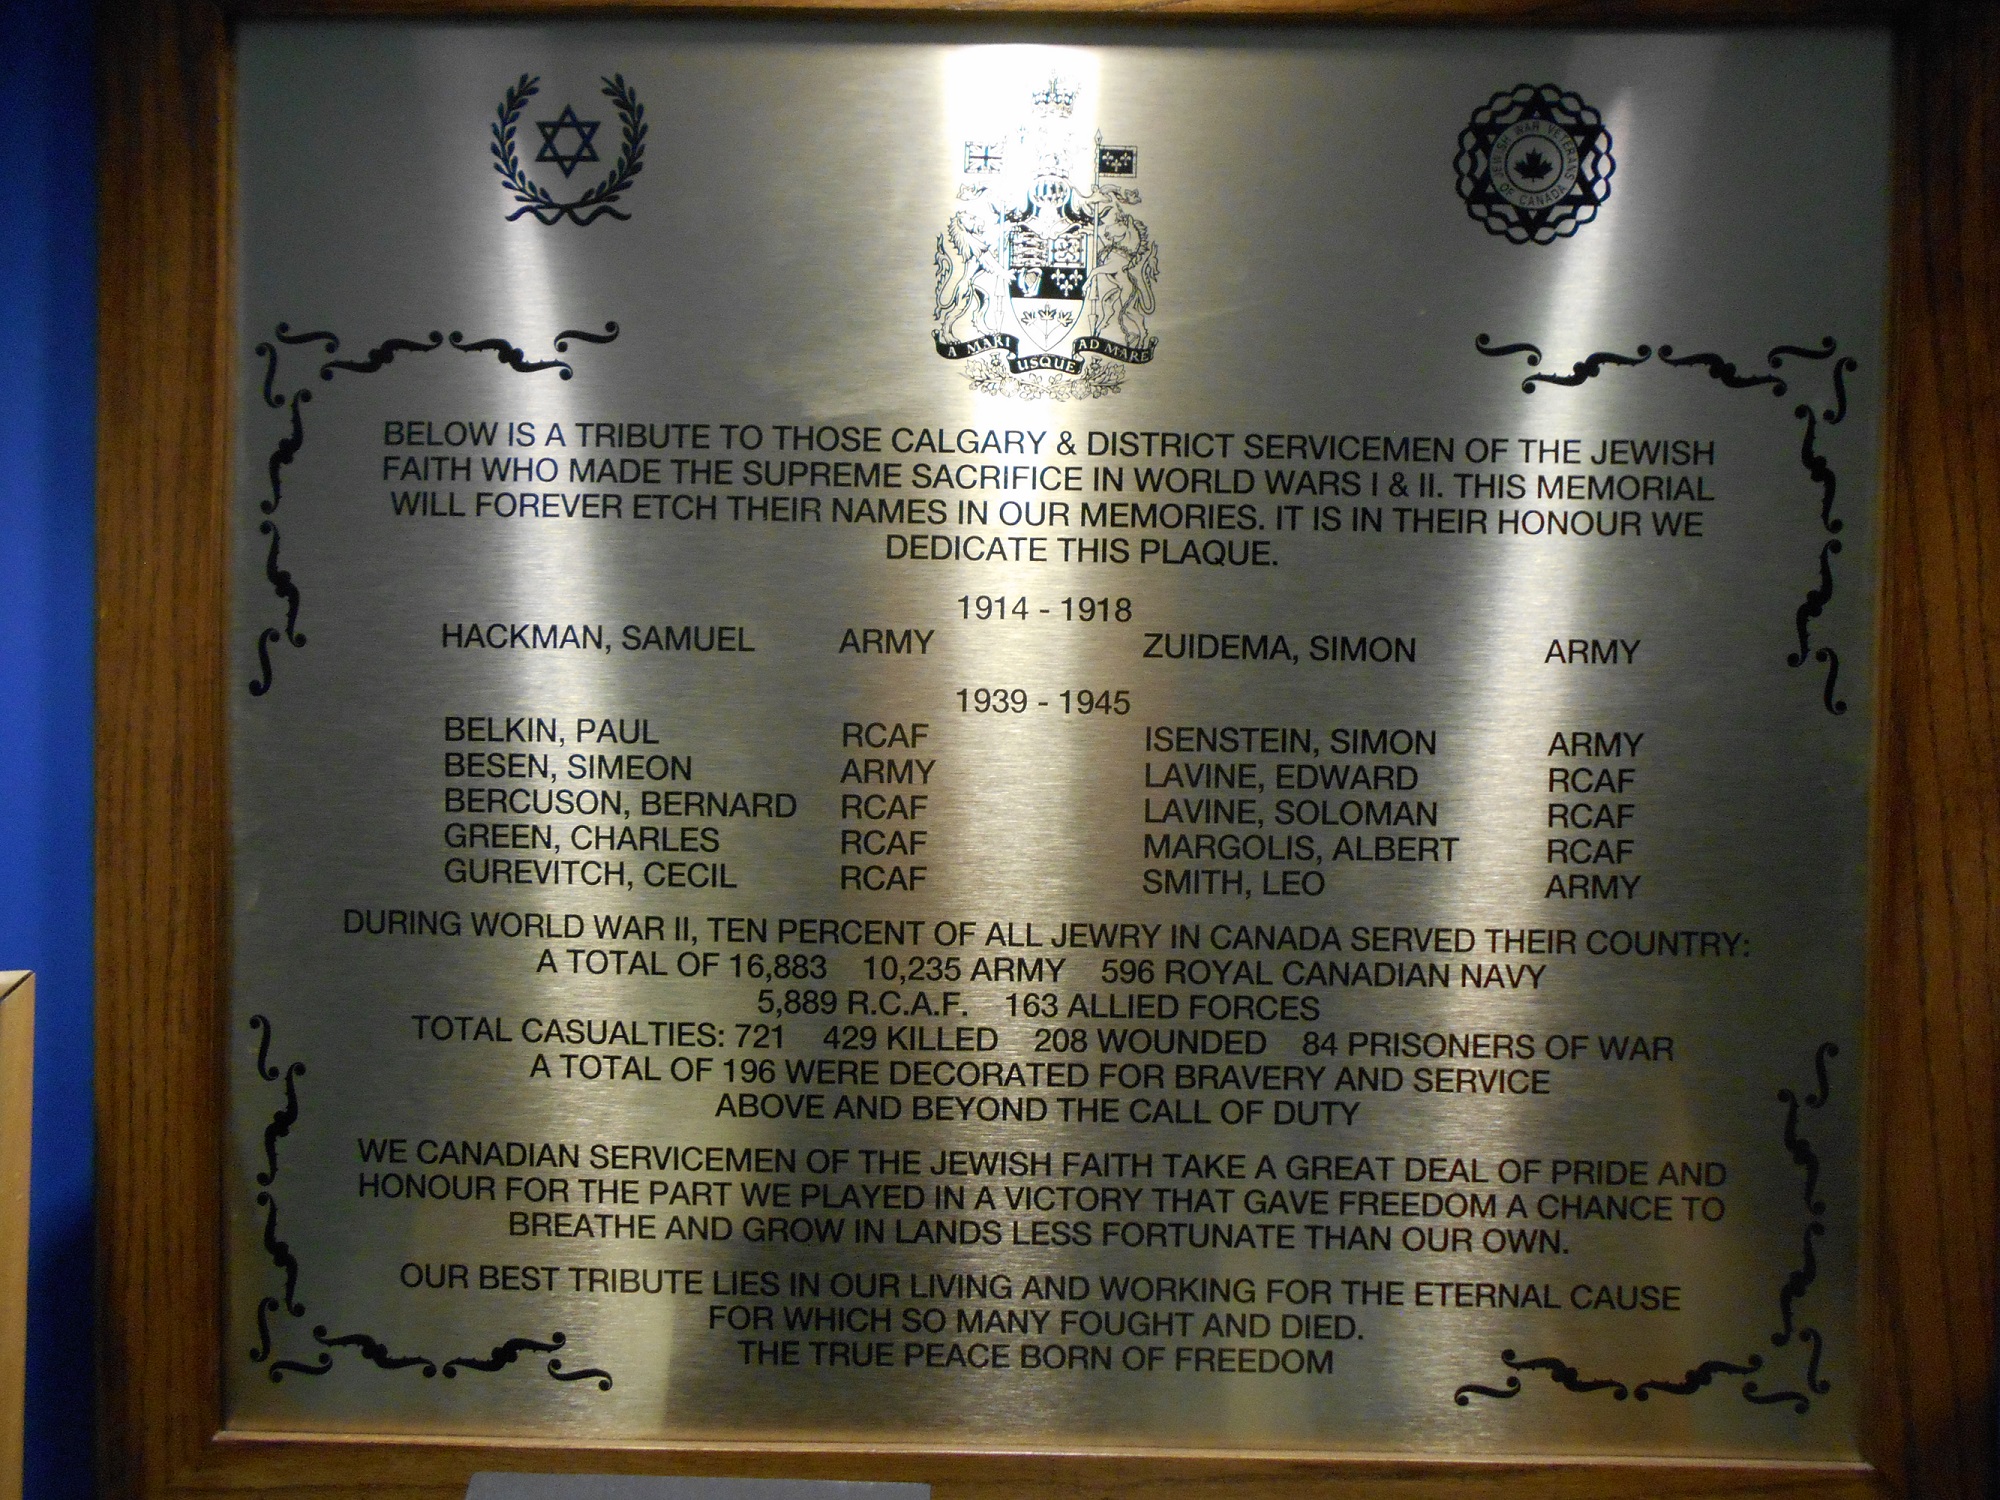 JEWISH WAR VETERANS
OF CANADA
A MARI USQUE AD MARE
BELOW IS A TRIBUTE TO THOSE CALGARY & DISTRICT SERVICEMEN OF THE JEWISH
FAITH WHO MADE THE SUPREME SACRIFICE IN WORLD WARS I & II. THIS MEMORIAL
WILL FOREVER ETCH THEIR NAMES IN OUR MEMORIES. IT IS IN THEIR HONOUR WE
DEDICATE THIS PLAQUE.
1914 - 1918
HACKMAN, SAMUEL ARMY ZUIDEMA, SIMON ARMY
1939 - 1945
BELKIN, PAUL RCAF ISENSTEIN, SIMON ARMY
BESEN, SIMEON ARMY LAVINE, EDWARD RCAF
BERCUSON, BERNARD RCAF LAVINE, SOLOMAN RCAF
GREEN, CHARLES RCAF MARGOLIS, ALBERT RCAF
GUREVITCH, CECIL RCAF SMITH, LEO ARMY
DURING WORLD WAR II, TEN PERCENT OF ALL JEWRY IN CANADA SERVED THEIR COUNTRY:
A TOTAL OF 16,883 10,235 ARMY 596 ROYAL CANADIAN NAVY
5,889 R.C.A.F. 163 ALLIED FORCES
TOTAL CASUALTIES: 721 429 KILLED 208 WOUNDED 84 PRISONERS OF WAR
A TOTAL OF 196 WERE DECORATED FOR BRAVERY AND SERVICE
ABOVE AND BEYOND THE CALL OF DUTY
WE CANADIAN SERVICEMEN OF THE JEWISH FAITH TAKE A GREAT DEAL OF PRIDE AND
HONOUR FOR THE PART WE PLAYED IN A VICTORY THAT GAVE FREEDOM A CHANCE TO
BREATHE AND GROW IN LANDS LESS FORTUNATE THAN OUR OWN.
OUR BEST TRIBUTE LIES IN OUR LIVING AND WORKING FOR THE ETERNAL CAUSE
FOR WHICH SO MANY FOUGHT AND DIED.
THE TRUE PEACE BORN OF FREEDOM